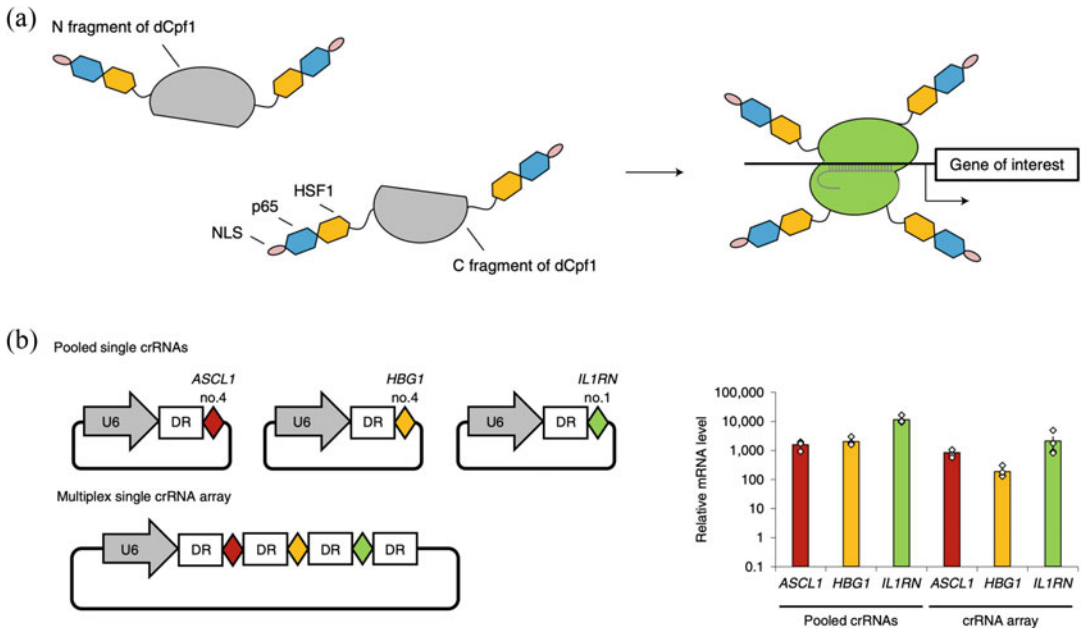 (a)
N fragment of dCpf1
HSF1
p65
NLS
C fragment of dCpf1
Gene of interest
(b)
Pooled single crRNAs
ASCL1
no.4
U6
DR
HBG1
no.4
U6
DR
IL1RN
no.1
U6
DR
Multiplex single crRNA array
U6
DR
DR
DR
DR
Relative mRNA level
100,000
10,000
1,000
100
10
1
0.1
ASCL1 HBG1 IL1RN ASCL1 HBG1 IL1RN
Pooled crRNAs crRNA array